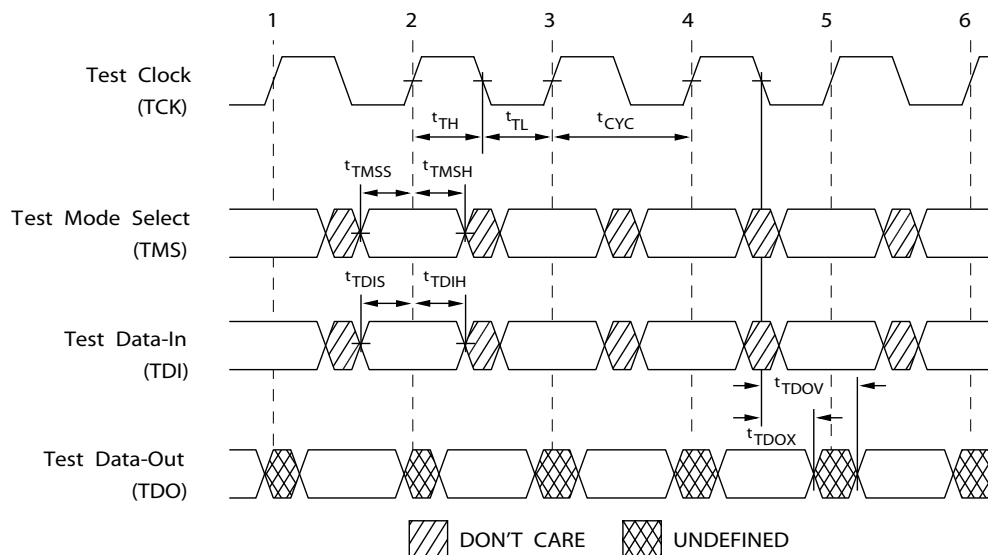 1 2 3 4 5 6
Test Clock
(TCK)
tTH tTL tCYC
tTMSS tTMSH
Test Mode Select
(TMS)
tTDIS tTDIH
Test Data-In
(TDI)
tTDOV
tTDOX
Test Data-Out
(TDO)
DON'T CARE UNDEFINED